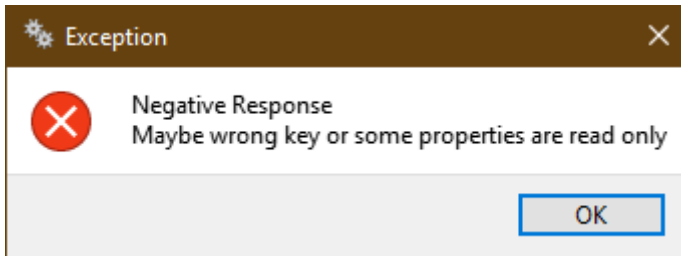 Exception
Negative Response
Maybe wrong key or some properties are read only
OK